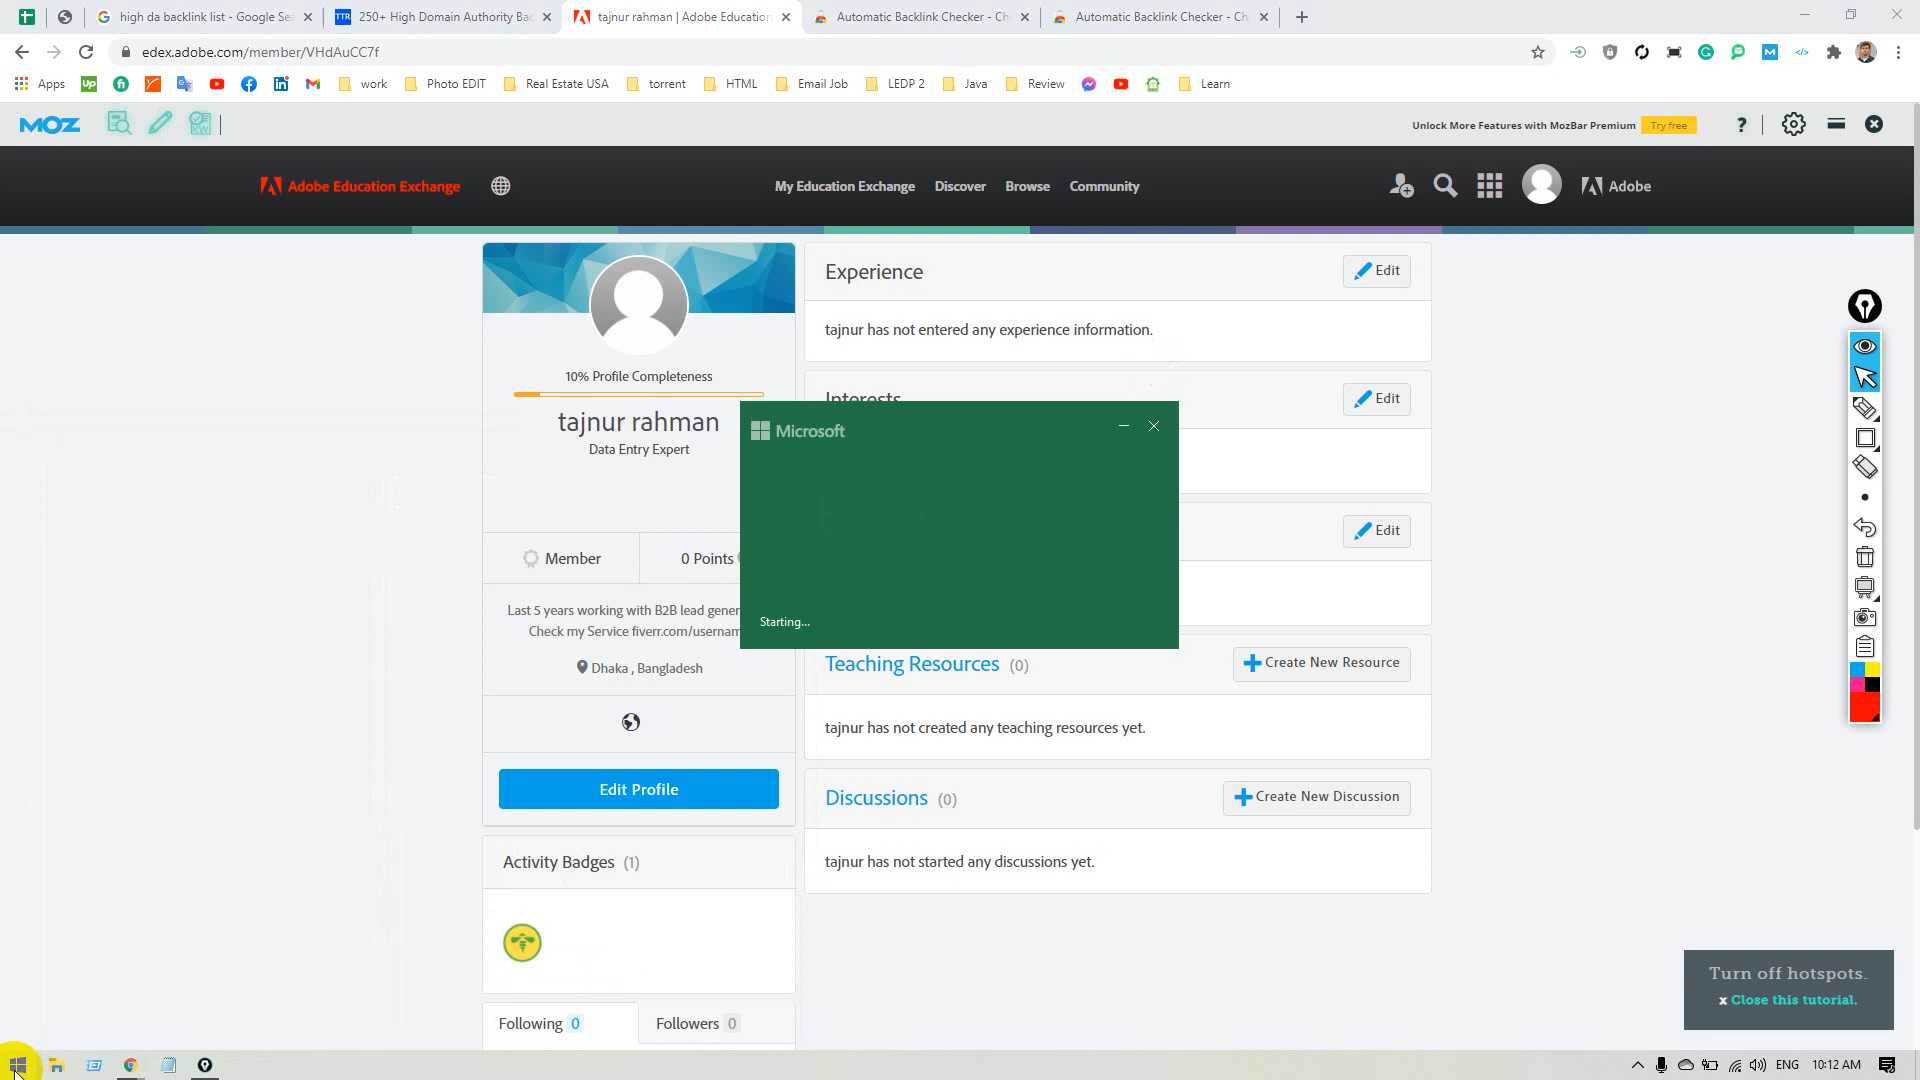 high da backlink list - Google Se
250+ High Domain Authority Bac
tajnur rahman | Adobe Education
Automatic Backlink Checker - Ch
Automatic Backlink Checker - Ch
edex.adobe.com/member/VHdAuCC7f
Apps
Up
work
Photo EDIT
Real Estate USA
torrent
HTML
Email Job
LEDP 2
Java
Review
Learn
MOZ
Unlock More Features with MozBar Premium
Try free
Adobe Education Exchange
My Education Exchange
Discover
Browse
Community
Adobe
10% Profile Completeness
tajnur rahman
Data Entry Expert
Member
0 Points
Last 5 years working with B2B lead gener
Check my Service fiverr.com/usernam
Dhaka , Bangladesh
Edit Profile
Activity Badges (1)
Following 0
Followers 0
Experience
Edit
tajnur has not entered any experience information.
Interests
Edit
Edit
Microsoft
Starting...
Teaching Resources (0)
Create New Resource
tajnur has not created any teaching resources yet.
Discussions (0)
Create New Discussion
tajnur has not started any discussions yet.
Turn off hotspots.
x Close this tutorial.
ENG
10:12 AM